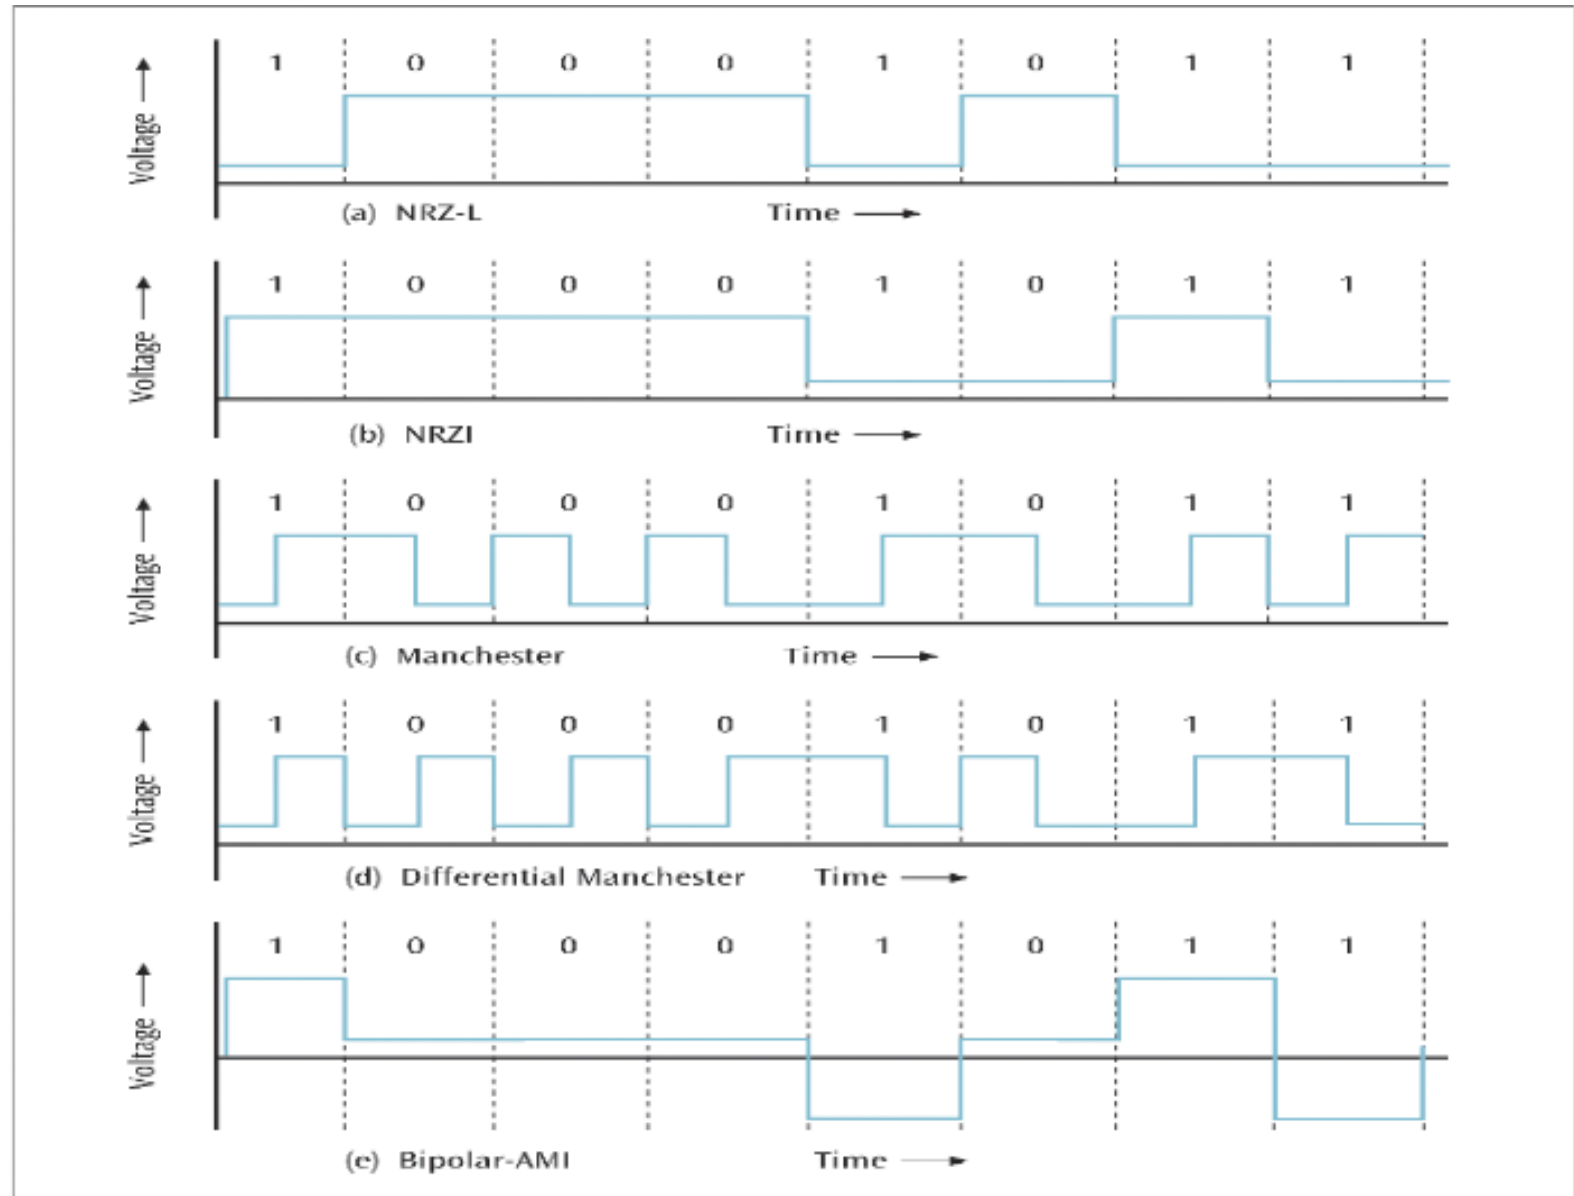 1 0 0 0 1 0 1 1
Voltage
(a) NRZ-L Time
1 0 0 0 1 0 1 1
Voltage
(b) NRZI Time
1 0 0 0 1 0 1 1
Voltage
(c) Manchester Time
1 0 0 0 1 0 1 1
Voltage
(d) Differential Manchester Time
1 0 0 0 1 0 1 1
Voltage
(e) Bipolar-AMI Time